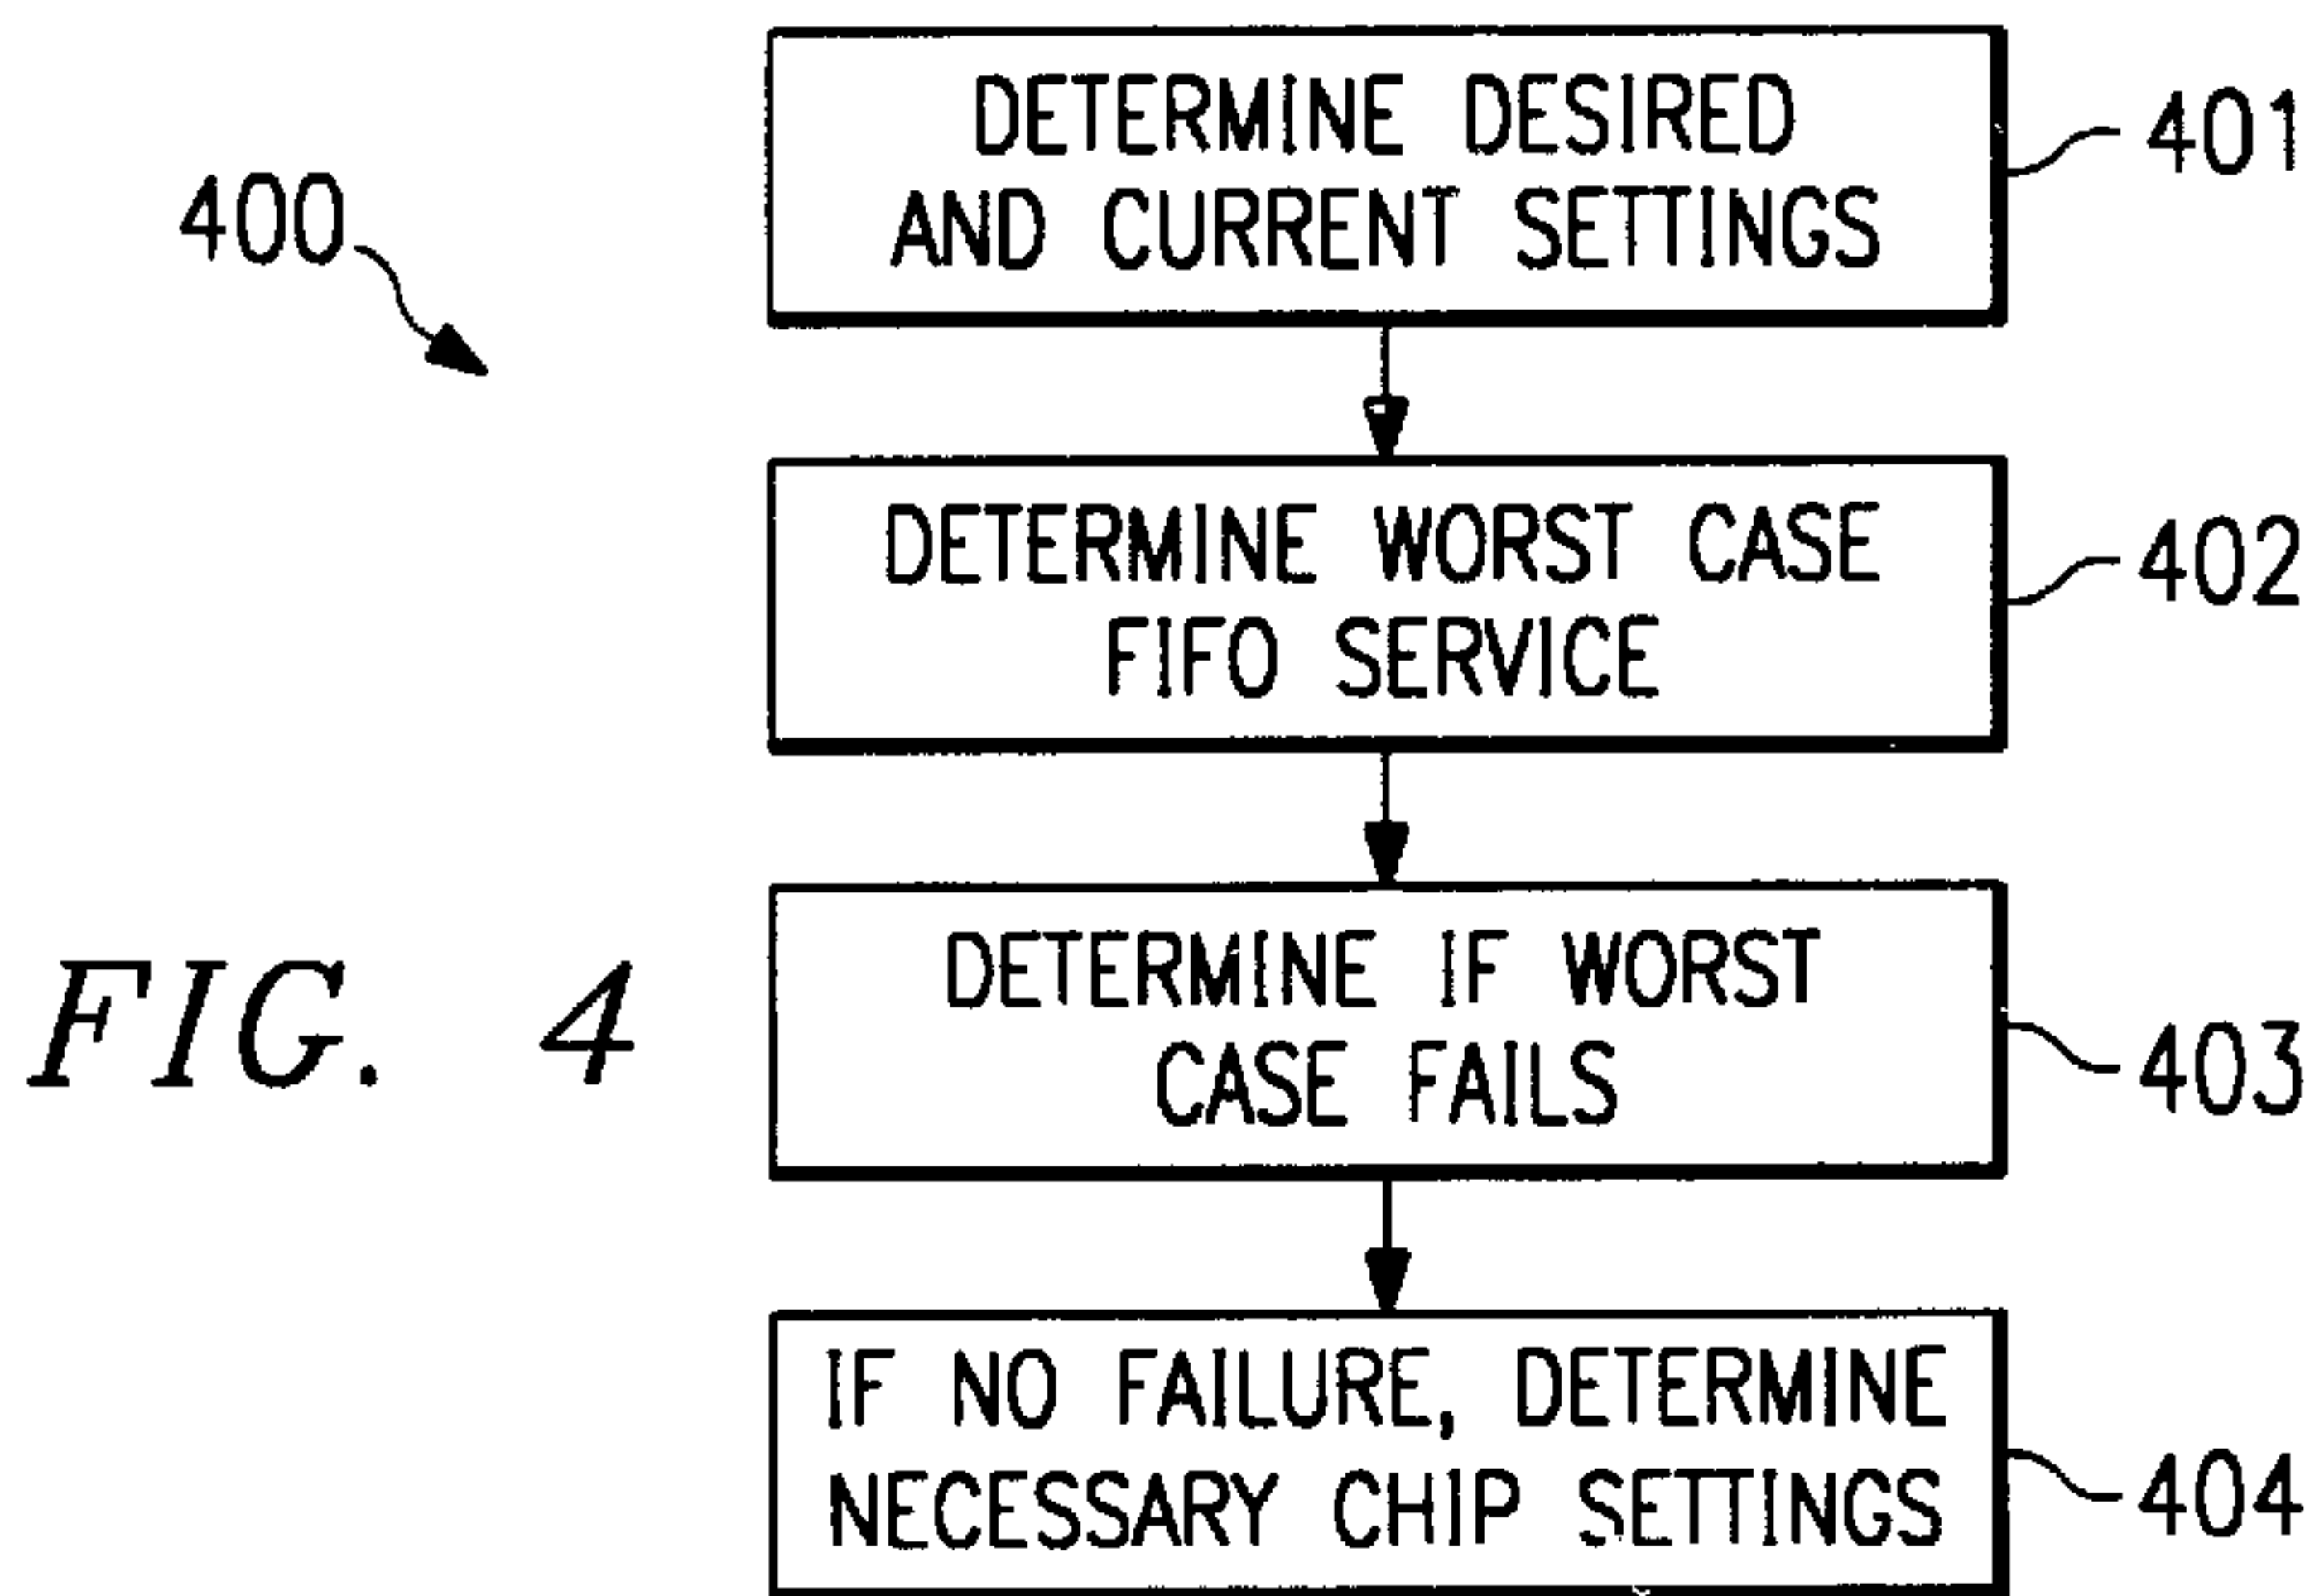 DETERMINE DESIRED
AND CURRENT SETTINGS
401
400
DETERMINE WORST CASE
FIFO SERVICE
402
DETERMINE IF WORST
CASE FAILS
403
FIG. 4
IF NO FAILURE, DETERMINE
NECESSARY CHIP SETTINGS
404